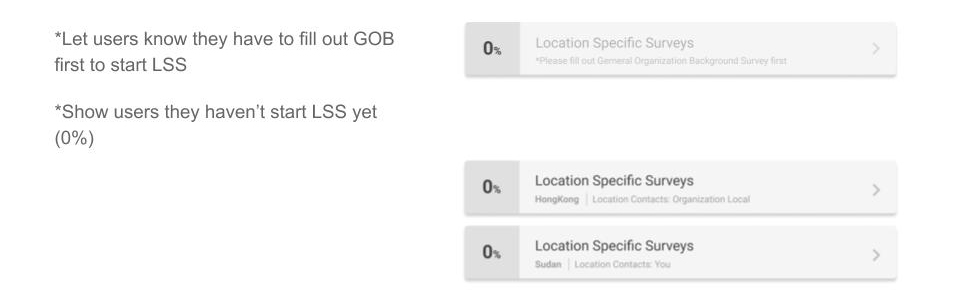 *Let users know they have to fill out GOB
first to start LSS
*Show users they haven’t start LSS yet
(0%)
0%
Location Specific Surveys
*Please fill out Gemeral Organization Background Survey first
0%
Location Specific Surveys
HongKong | Location Contacts: Organization Local
0%
Location Specific Surveys
Sudan | Location Contacts: You